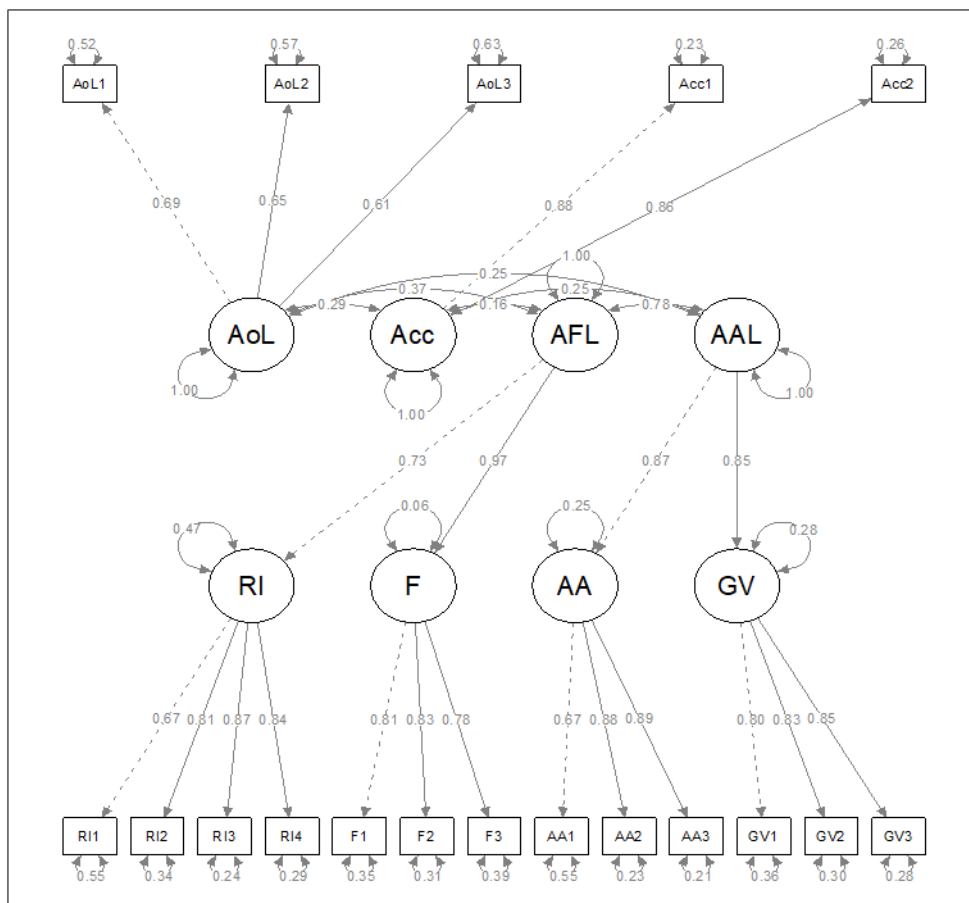 0.52 0.57 0.63 0.23 0.26
AoL1 AoL2 AoL3 Acc1 Acc2
0.69 0.65 0.61 0.88 0.86
1.00
0.25
0.37 0.25
0.29 0.16 0.78
AoL Acc AFL AAL
1.00 1.00 1.00
0.73 0.97 0.87 0.85
0.47 0.06 0.25 0.28
RI F AA GV
0.67 0.81 0.87 0.84 0.81 0.83 0.78 0.67 0.88 0.89 0.80 0.83 0.85
RI1 RI2 RI3 RI4 F1 F2 F3 AA1 AA2 AA3 GV1 GV2 GV3
0.55 0.34 0.24 0.29 0.35 0.31 0.39 0.55 0.23 0.21 0.36 0.30 0.28